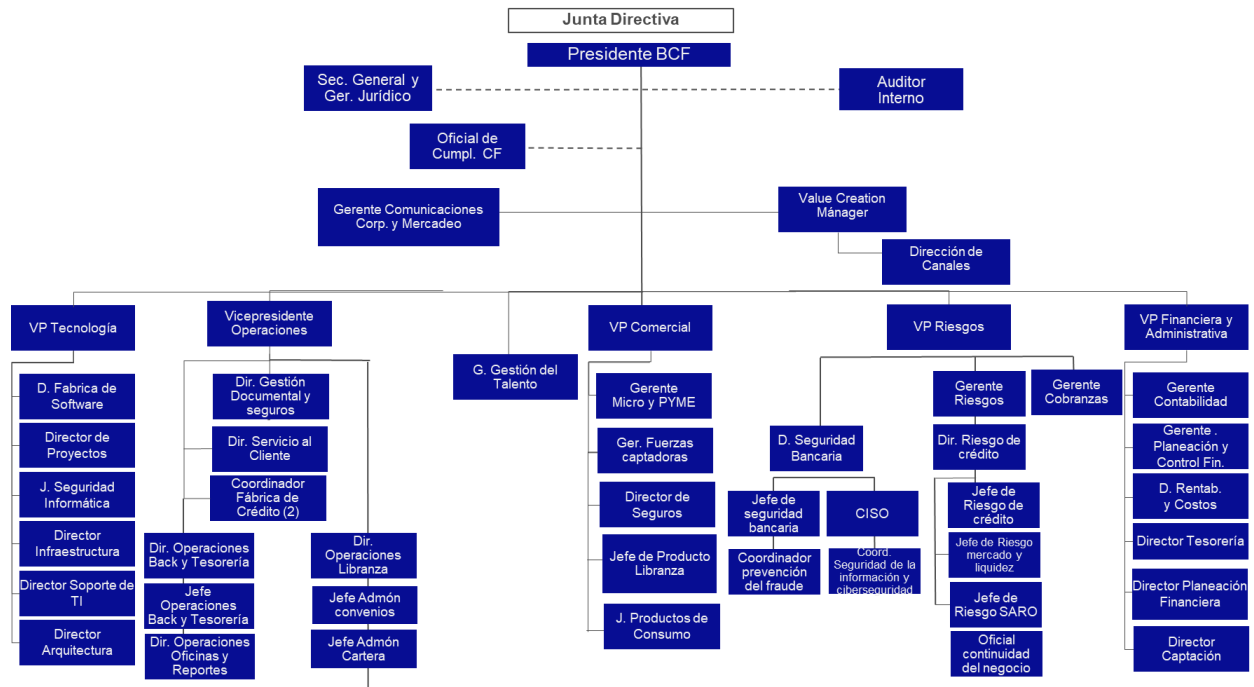 Junta Directiva
Presidente BCF
Sec. General y
Ger. Jurídico
Auditor
Interno
Oficial de
Cumpl. CF
Gerente Comunicaciones
Corp. y Mercadeo
Value Creation
Mánager
Dirección de
Canales
VP Tecnología
Vicepresidente
Operaciones
G. Gestión del
Talento
VP Comercial
VP Riesgos
VP Financiera y
Administrativa
D. Fabrica de
Software
Director de
Proyectos
J. Seguridad
Informática
Director
Infraestructura
Director Soporte de
TI
Director
Arquitectura
Dir. Gestión
Documental y
seguros
Dir. Servicio al
Cliente
Coordinador
Fábrica de
Crédito (2)
Dir. Operaciones
Back y Tesorería
Jefe
Operaciones
Back y Tesorería
Dir. Operaciones
Oficinas y
Reportes
Dir.
Operaciones
Libranza
Jefe Admón
convenios
Jefe Admón
Cartera
Gerente
Micro y PYME
Ger. Fuerzas
captadoras
Director de
Seguros
Jefe de Producto
Libranza
J. Productos de
Consumo
D. Seguridad
Bancaria
Jefe de
seguridad
bancaria
Coordinador
prevención
del fraude
CISO
Coord.
Seguridad de la
información y
ciberseguridad
Gerente
Riesgos
Dir. Riesgo de
crédito
Jefe de
Riesgo de
crédito
Jefe de Riesgo
mercado y
liquidez
Jefe de
Riesgo SARO
Oficial
continuidad
del negocio
Gerente
Cobranzas
Gerente
Contabilidad
Gerente .
Planeación y
Control Fin.
D. Rentab.
y Costos
Director Tesorería
Director Planeación
Financiera
Director
Captación